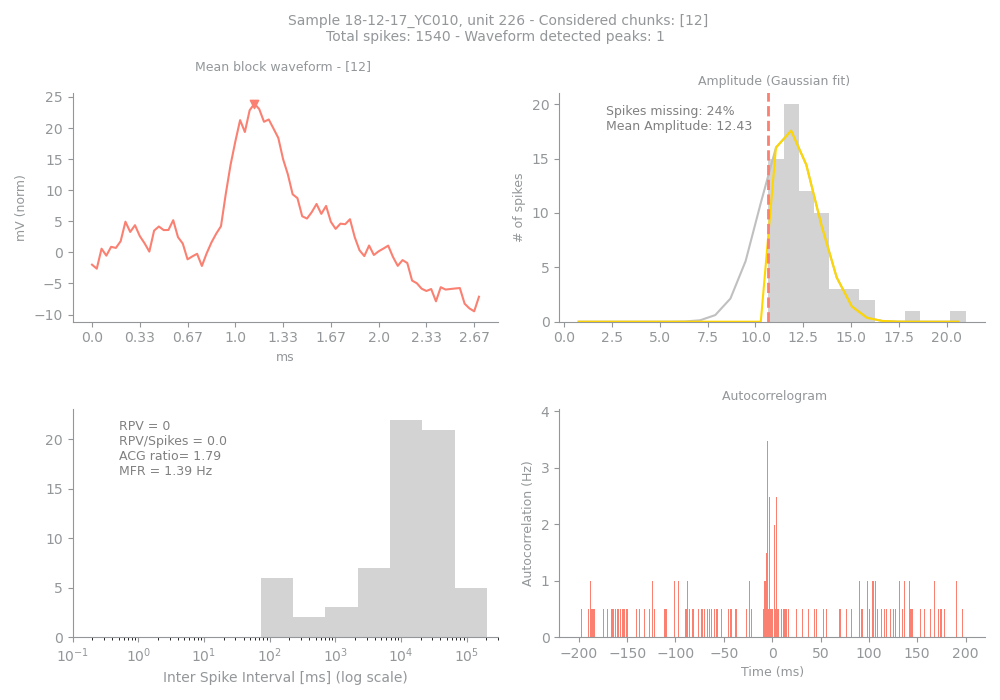 Sample 18-12-17_YC010, unit 226 - Considered chunks: [12]
Total spikes: 1540 - Waveform detected peaks: 1
Mean block waveform - [12]
25
20
15
10
5
0
−5
−10
mV (norm)
0.0 0.33 0.67 1.0 1.33 1.67 2.0 2.33 2.67
ms
Amplitude (Gaussian fit)
Spikes missing: 24%
Mean Amplitude: 12.43
20
15
10
5
0
# of spikes
0.0 2.5 5.0 7.5 10.0 12.5 15.0 17.5 20.0
RPV = 0
RPV/Spikes = 0.0
ACG ratio= 1.79
MFR = 1.39 Hz
20
15
10
5
0
10⁻¹ 10⁰ 10¹ 10² 10³ 10⁴ 10⁵
Inter Spike Interval [ms] (log scale)
Autocorrelogram
4
3
2
1
0
Autocorrelation (Hz)
−200 −150 −100 −50 0 50 100 150 200
Time (ms)